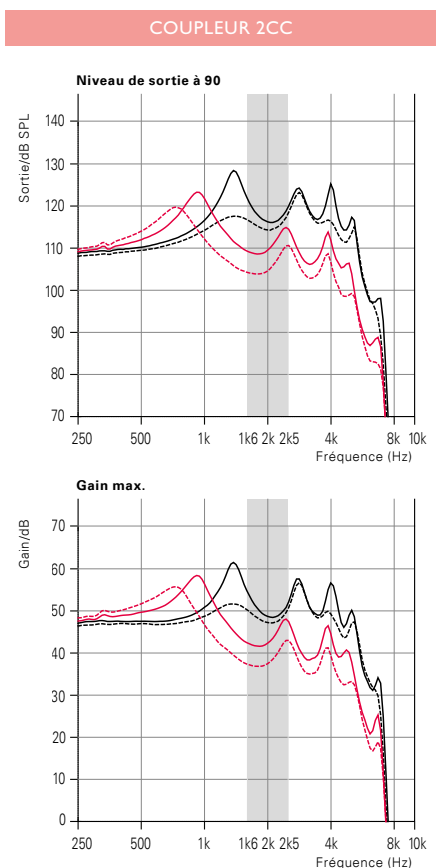 COUPLEUR 2CC
Niveau de sortie à 90
Sortie/dB SPL
140
130
120
110
100
90
80
70
250 500 1k 1k6 2k 2k5 4k 8k 10k
Fréquence (Hz)
Gain max.
Gain/dB
70
60
50
40
30
20
10
0
250 500 1k 1k6 2k 2k5 4k 8k 10k
Fréquence (Hz)